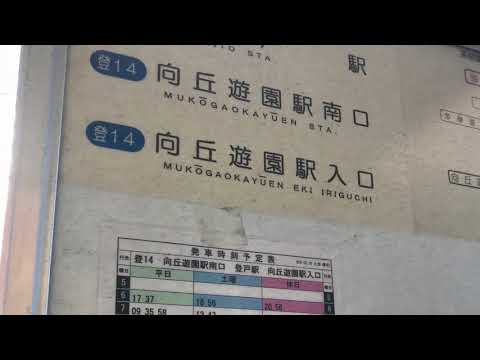 駅
登14 向丘遊園駅南口
MUKŌGAOKAYŪEN STA.
登14 向丘遊園駅入口
MUKŌGAOKAYŪEN EKI IRIGUCHI
発車時刻予定表
登14 向丘遊園駅南口 登戸駅 向丘遊園駅入口
平日 土曜 休日
5
6 17.37 18.56 20.56
7 09.35.58